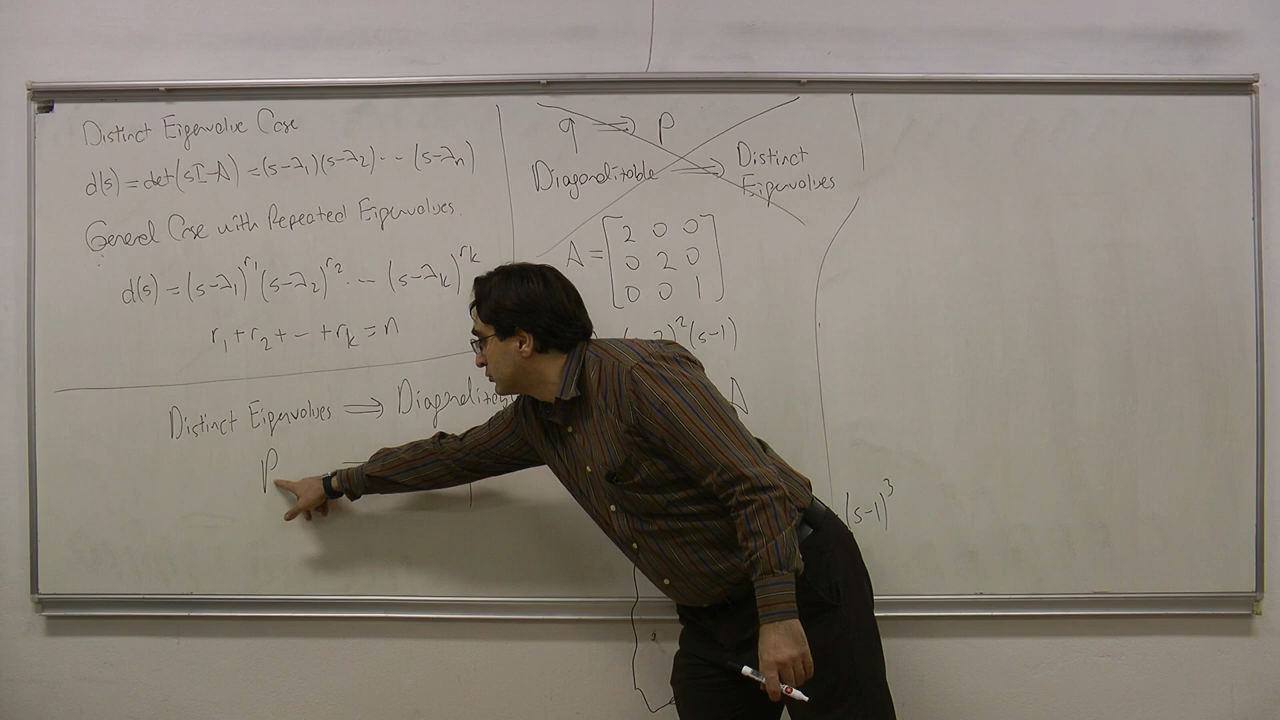 Distinct Eigenvalue Case
d(s) = det(sI-A) = (s-λ₁)(s-λ₂)⋯(s-λn)
General Case with Repeated Eigenvalues.
d(s) = (s-λ₁)^r₁ (s-λ₂)^r₂ ⋯ (s-λk)^rk
r₁+r₂+⋯+rk = n
Distinct Eigenvalues ⟹ Diagonalizab
P
q ⟹ P
Diagonalizable ⟹ Distinct
Eigenvalues
A = [2 0 0
0 2 0
0 0 1]
)²(s-1)
A
(s-1)³